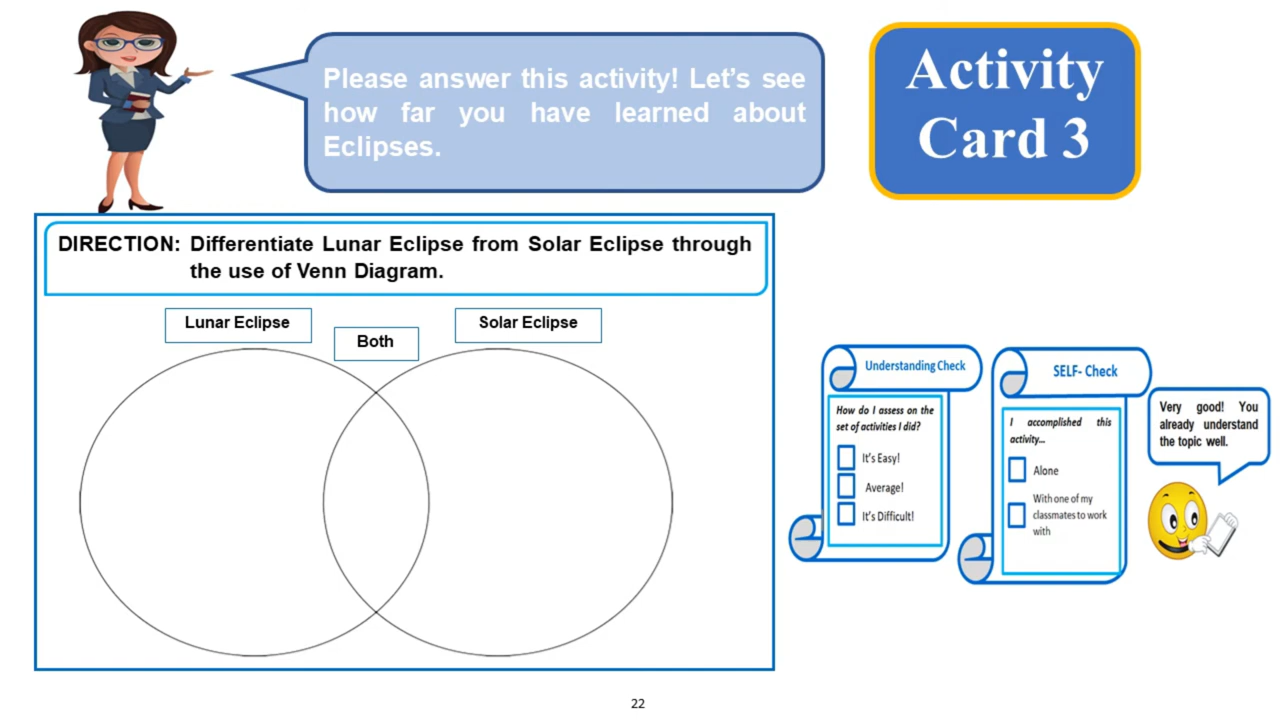 Please answer this activity! Let's see
how far you have learned about
Eclipses.
Activity
Card 3
DIRECTION: Differentiate Lunar Eclipse from Solar Eclipse through
the use of Venn Diagram.
Lunar Eclipse
Both
Solar Eclipse
Understanding Check
How do I assess on the
set of activities I did?
It's Easy!
Average!
It's Difficult!
SELF- Check
I accomplished this
activity...
Alone
With one of my
classmates to work
with
Very good! You
already understand
the topic well.
22